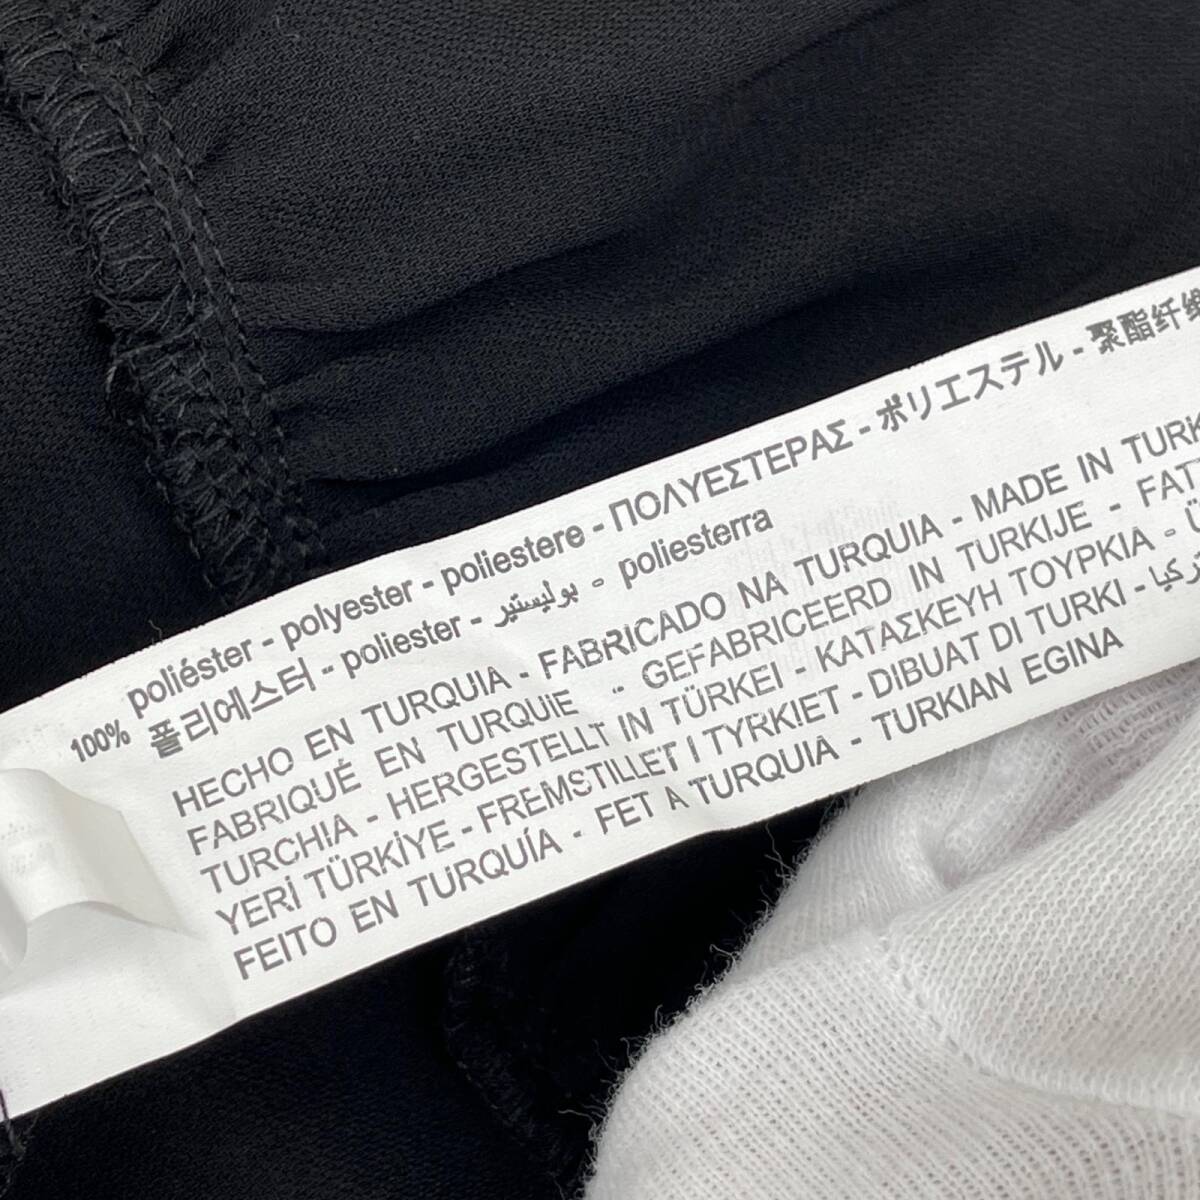 100% poliéster - polyester - poliestere - ΠΟΛΥΕΣΤΕΡΑΣ - ポリエステル - 聚酯纤维
폴리에스터 - poliester - بوليستير - poliesterra
HECHO EN TURQUIA - FABRICADO NA TURQUIA - MADE IN
FABRIQUÉ EN TURQUIE - GEFABRICEERD IN TURKIJE -
TURCHIA - HERGESTELLT IN TÜRKEI - ΚΑΤΑΣΚΕΥΗ ΤΟΥΡΚΙΑ -
YERİ TÜRKİYE - FREMSTILLET I TYRKIET - DIBUAT DI TURKI -
FEITO EN TURQUÍA - FET A TURQUIA - TURKIAN EGINA